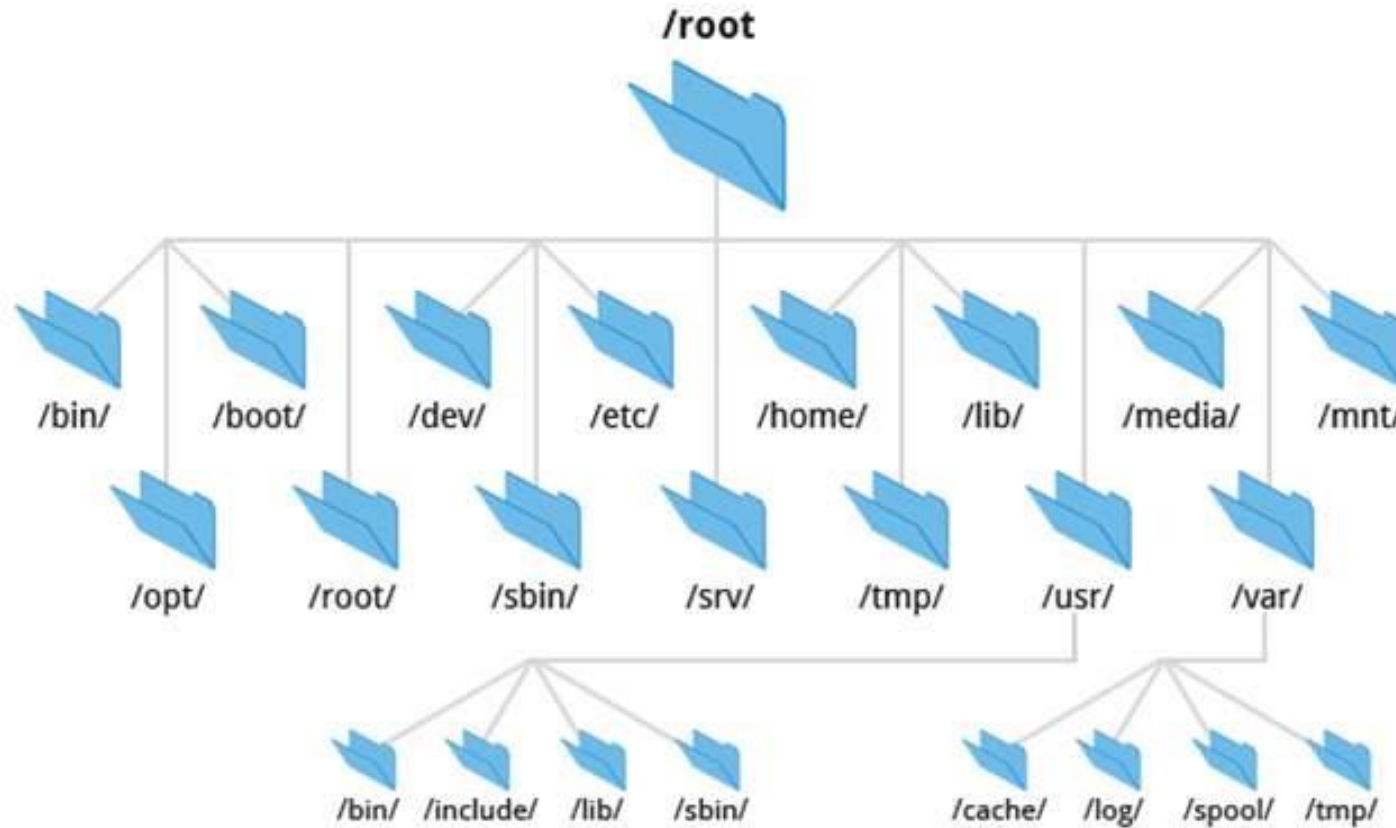 /root
/bin/ /boot/ /dev/ /etc/ /home/ /lib/ /media/ /mnt/
/opt/ /root/ /sbin/ /srv/ /tmp/ /usr/ /var/
/bin/ /include/ /lib/ /sbin/ /cache/ /log/ /spool/ /tmp/